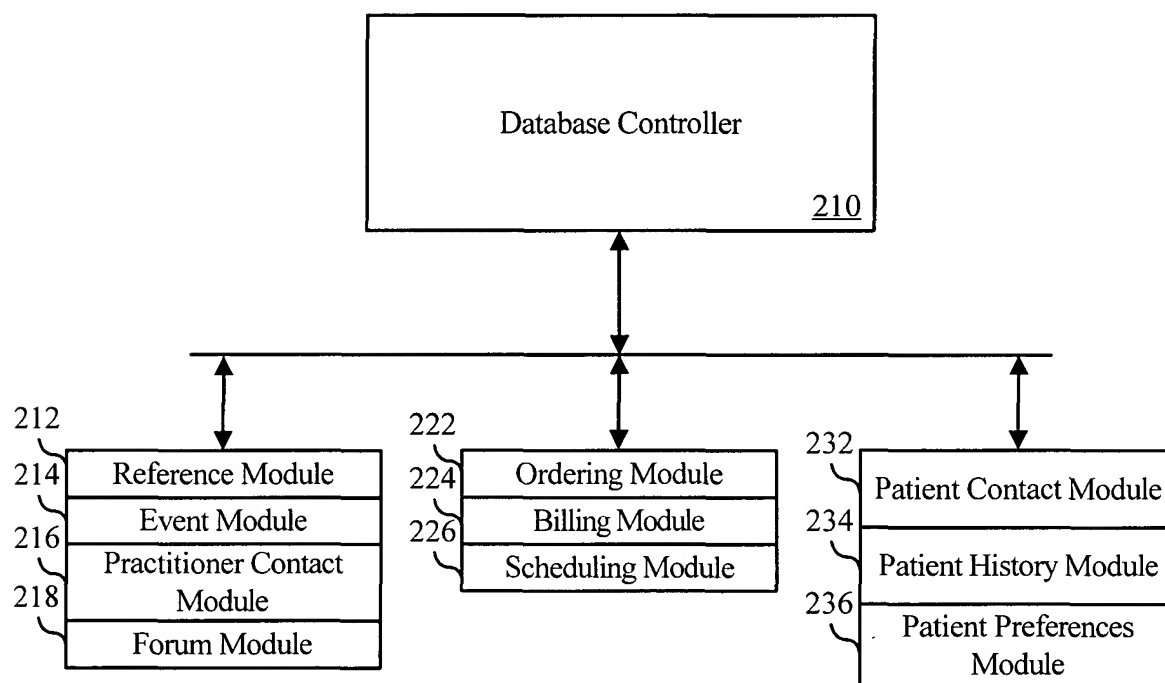 Database Controller
210
212
Reference Module
214
Event Module
216
Practitioner Contact
Module
218
Forum Module
222
Ordering Module
224
Billing Module
226
Scheduling Module
232
Patient Contact Module
234
Patient History Module
236
Patient Preferences
Module